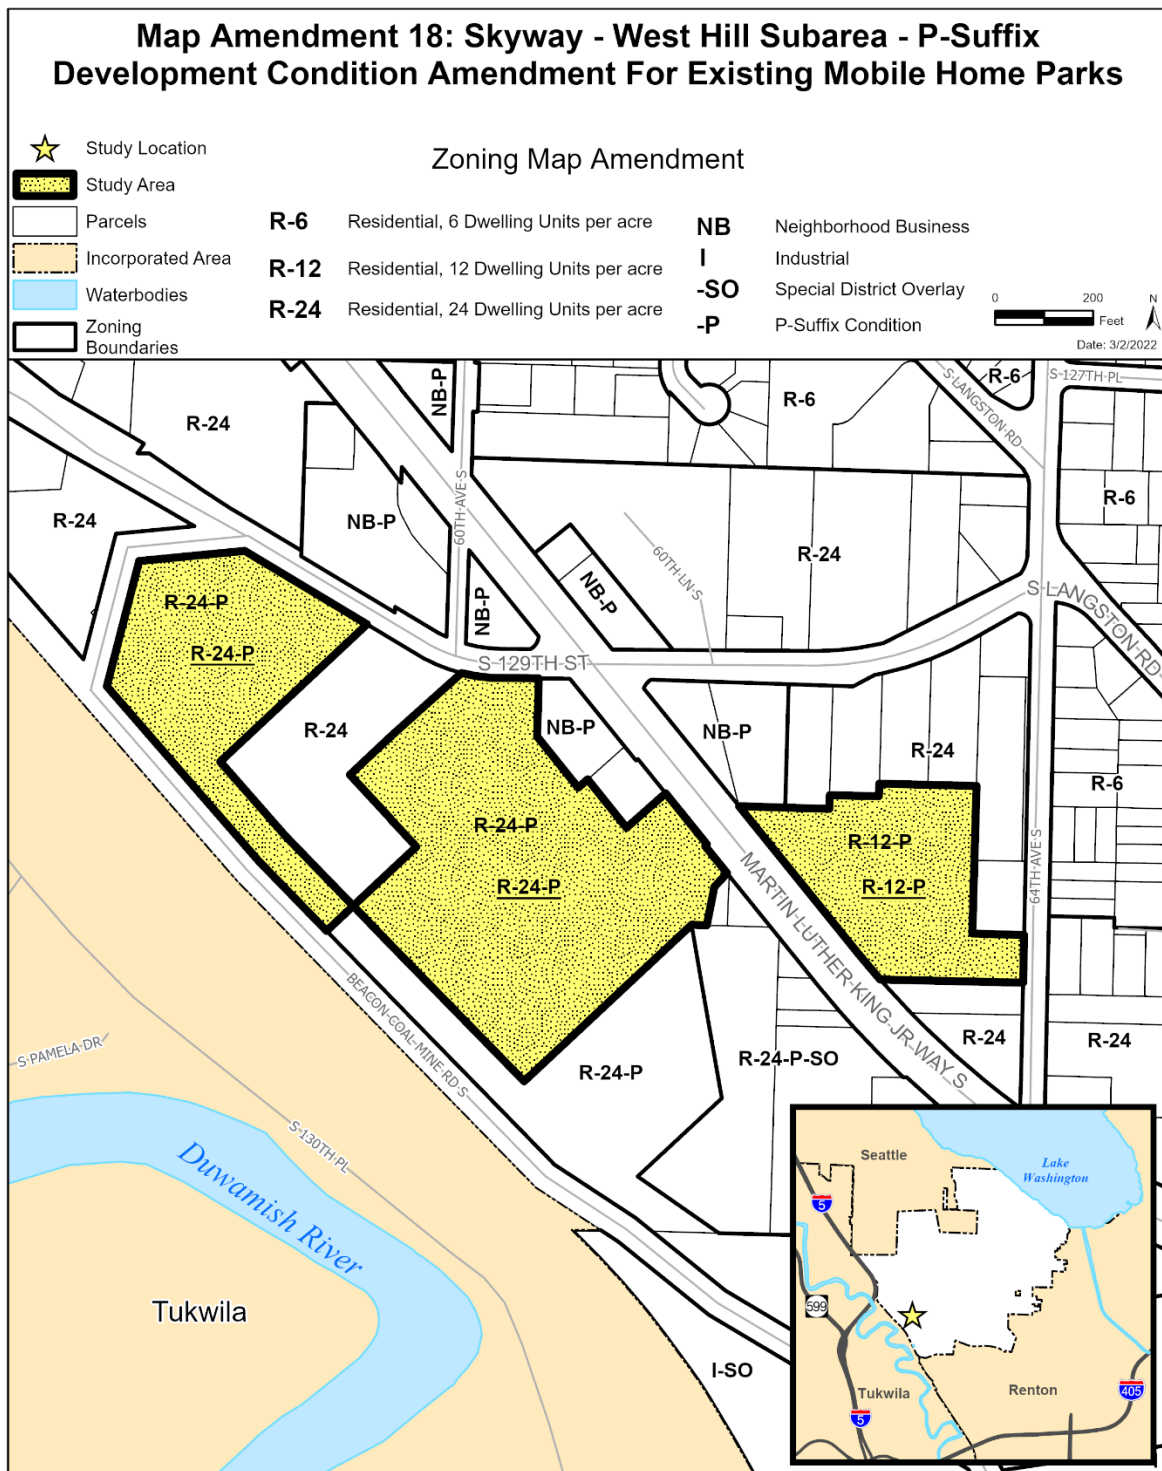 Map Amendment 18: Skyway - West Hill Subarea - P-Suffix
Development Condition Amendment For Existing Mobile Home Parks
Zoning Map Amendment
Study Location
Study Area
Parcels
Incorporated Area
Waterbodies
Zoning
Boundaries
R-6 Residential, 6 Dwelling Units per acre
R-12 Residential, 12 Dwelling Units per acre
R-24 Residential, 24 Dwelling Units per acre
NB Neighborhood Business
I Industrial
-SO Special District Overlay
-P P-Suffix Condition
0 200
Feet
N
Date: 3/2/2022
R-24
NB-P
R-6
S LANGSTON RD
R-6
S 127TH PL
R-24
NB-P
60TH AVE S
R-6
R-24
60TH LN S
NB-P
NB-P
S LANGSTON RD
R-24-P
R-24-P
S 129TH ST
R-24
NB-P
NB-P
R-24
R-6
R-24-P
R-24-P
R-12-P
R-12-P
64TH AVE S
MARTIN LUTHER KING JR WAY S
BEACON COAL MINE RD S
R-24-P
R-24-P-SO
R-24
R-24
S PAMELA DR
S 130TH PL
Duwamish River
Tukwila
I-SO
Seattle
Lake
Washington
5
599
Tukwila
Renton
405
5